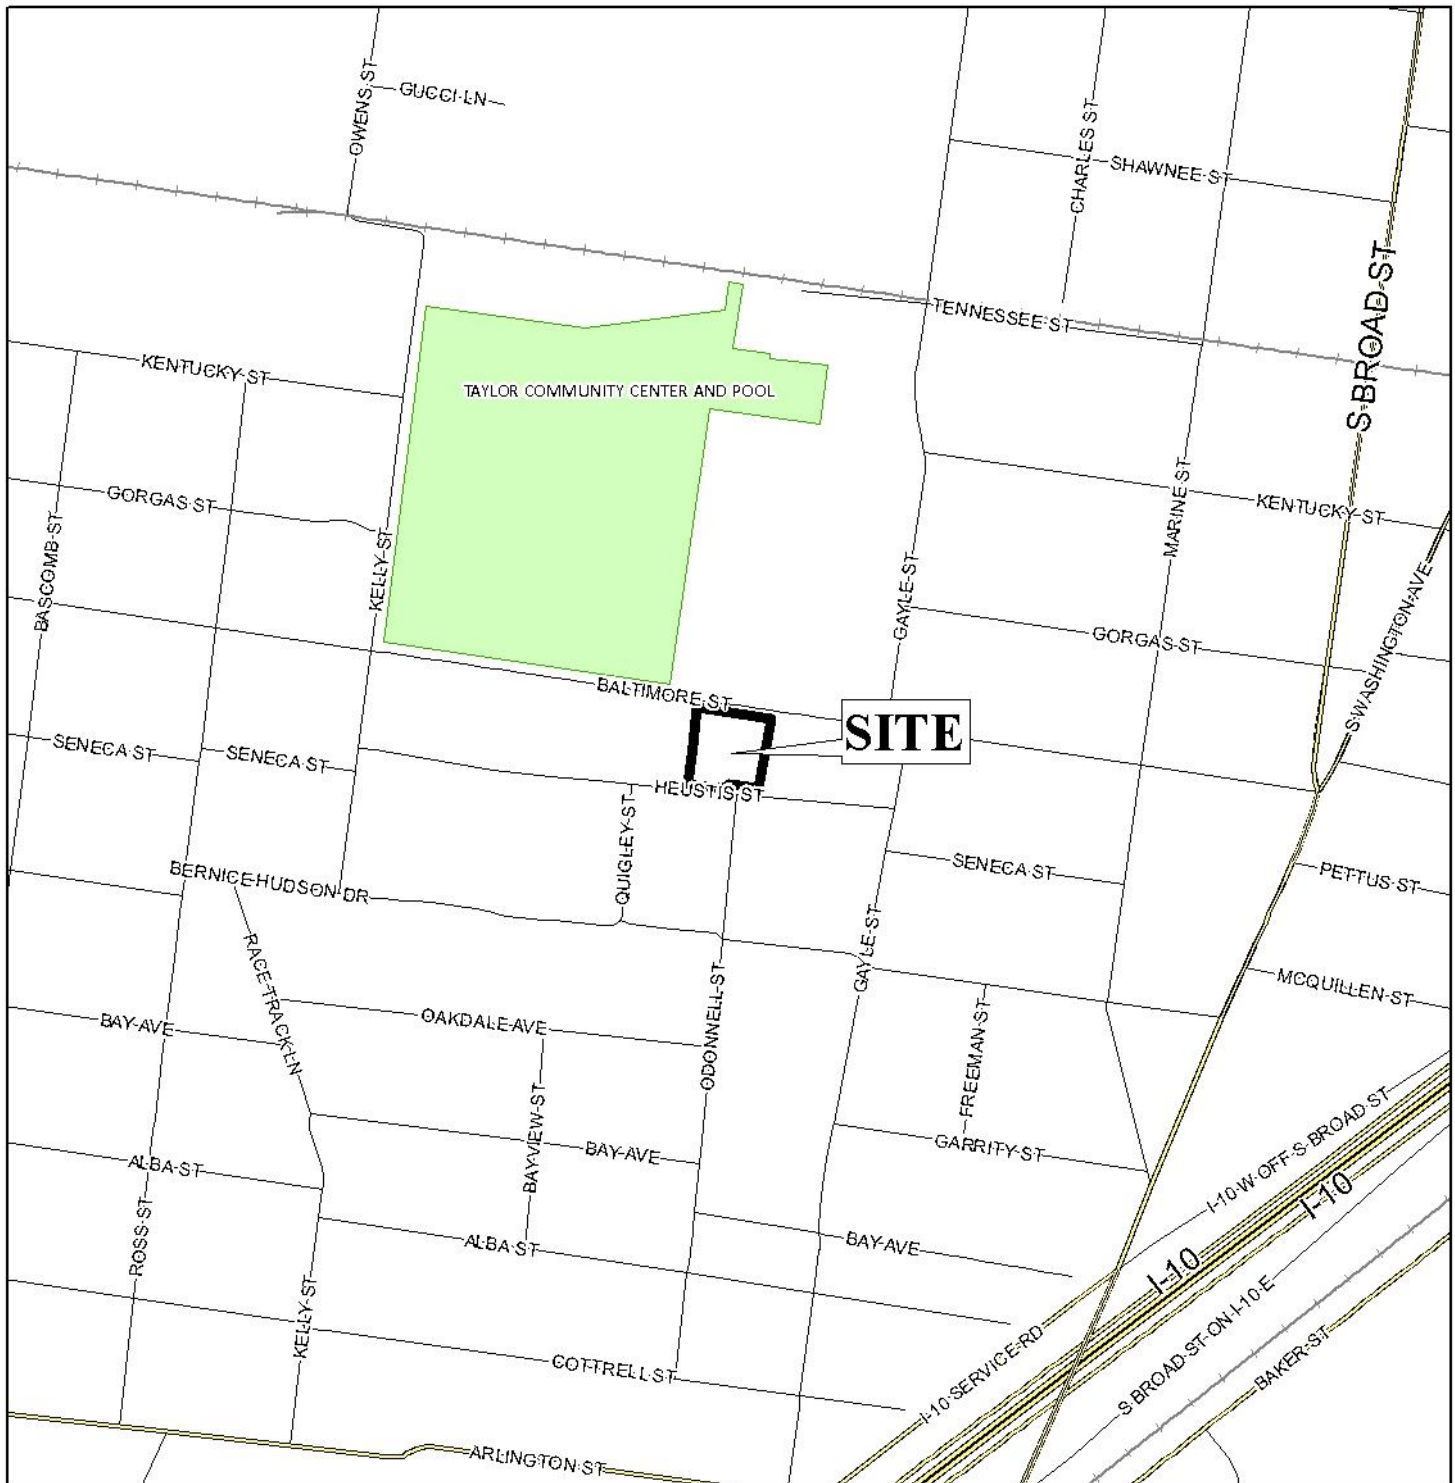 OWENS ST
GUCCI LN
CHARLES ST
SHAWNEE ST
S BROAD ST
TENNESSEE ST
KENTUCKY ST
TAYLOR COMMUNITY CENTER AND POOL
GORGAS ST
BASCOMB ST
KELLY ST
MARINE ST
KENTUCKY ST
GAYLE ST
GORGAS ST
S WASHINGTON AVE
BALTIMORE ST
SITE
SENECA ST
SENECA ST
HEUSTIS ST
QUIGLEY ST
SENECA ST
PETTUS ST
BERNICE HUDSON DR
RACE TRACK LN
GAYLE ST
ODONNELL ST
MCQUILLEN ST
BAY AVE
OAKDALE AVE
FREEMAN ST
BAYVIEW ST
BAY AVE
GARRITY ST
I-10 W OFF S BROAD ST
ALBA ST
ROSS ST
ALBA ST
BAY AVE
I-10
I-10
KELLY ST
COTTRELL ST
I-10 SERVICE RD
S BROAD ST ON I-10 E
BAKER ST
ARLINGTON ST